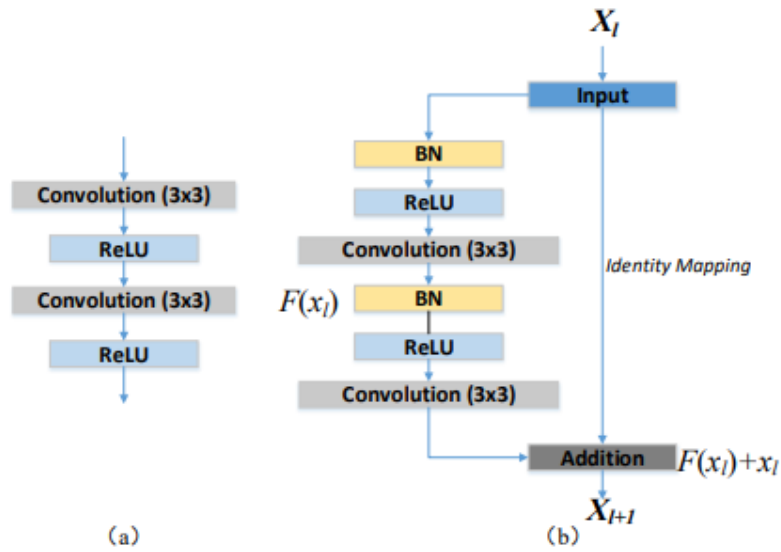 Convolution (3x3)
ReLU
Convolution (3x3)
ReLU
(a)
X_l
Input
BN
ReLU
Convolution (3x3)
F(x_l)
BN
ReLU
Convolution (3x3)
Identity Mapping
Addition
F(x_l)+x_l
X_{l+1}
(b)